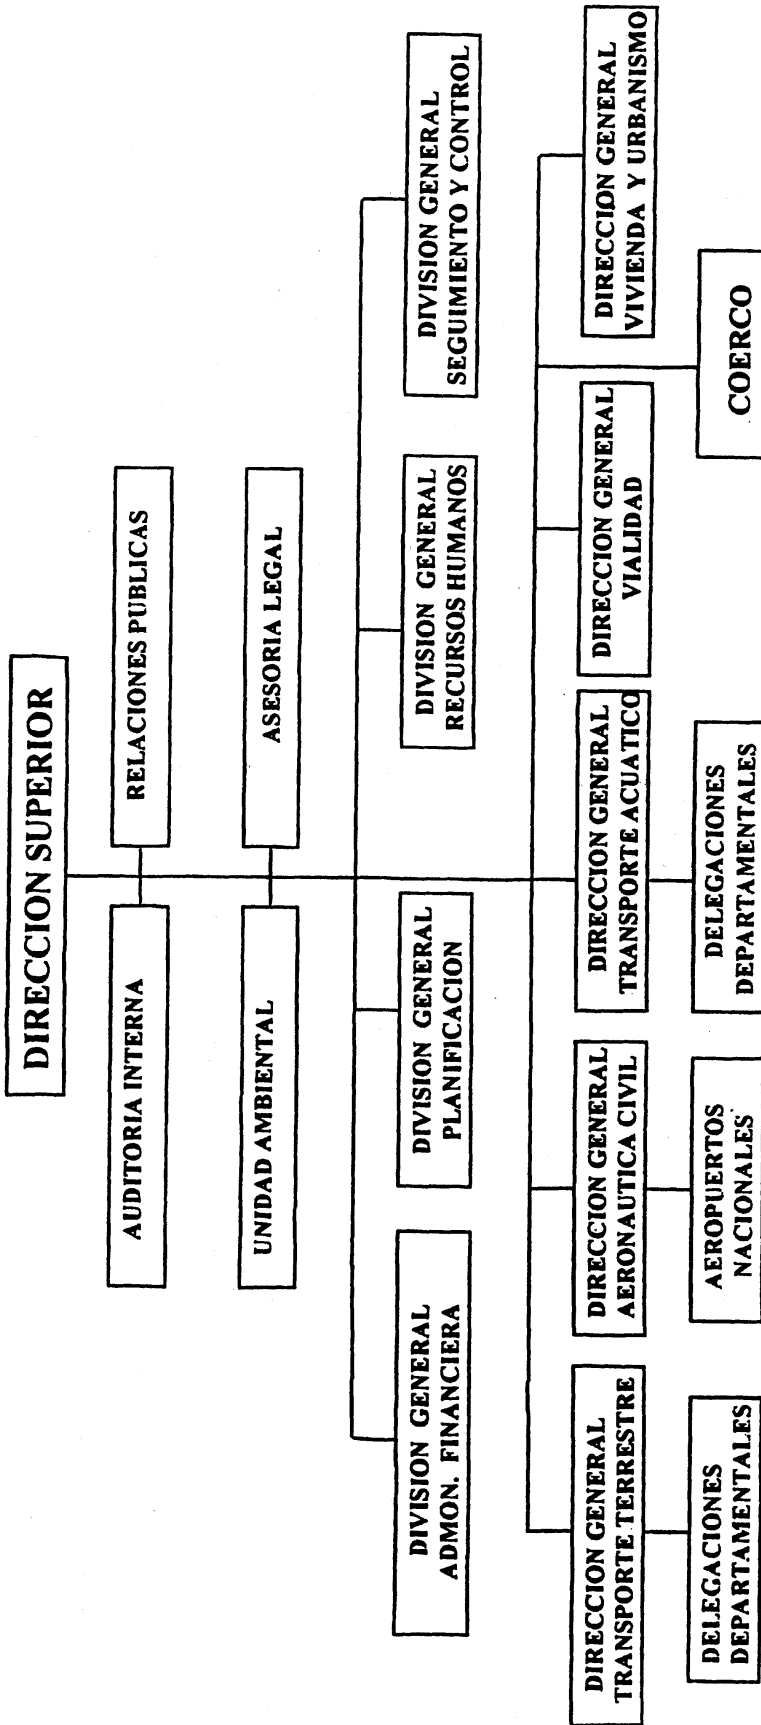 DIRECCION SUPERIOR
AUDITORIA INTERNA
RELACIONES PUBLICAS
UNIDAD AMBIENTAL
ASESORIA LEGAL
DIVISION GENERAL
ADMON. FINANCIERA
DIVISION GENERAL
PLANIFICACION
DIVISION GENERAL
RECURSOS HUMANOS
DIVISION GENERAL
SEGUIMIENTO Y CONTROL
DIRECCION GENERAL
TRANSPORTE TERRESTRE
DIRECCION GENERAL
AERONAUTICA CIVIL
DIRECCION GENERAL
TRANSPORTE ACUATICO
DIRECCION GENERAL
VIALIDAD
DIRECCION GENERAL
VIVIENDA Y URBANISMO
DELEGACIONES
DEPARTAMENTALES
AEROPUERTOS
NACIONALES
DELEGACIONES
DEPARTAMENTALES
COERCO